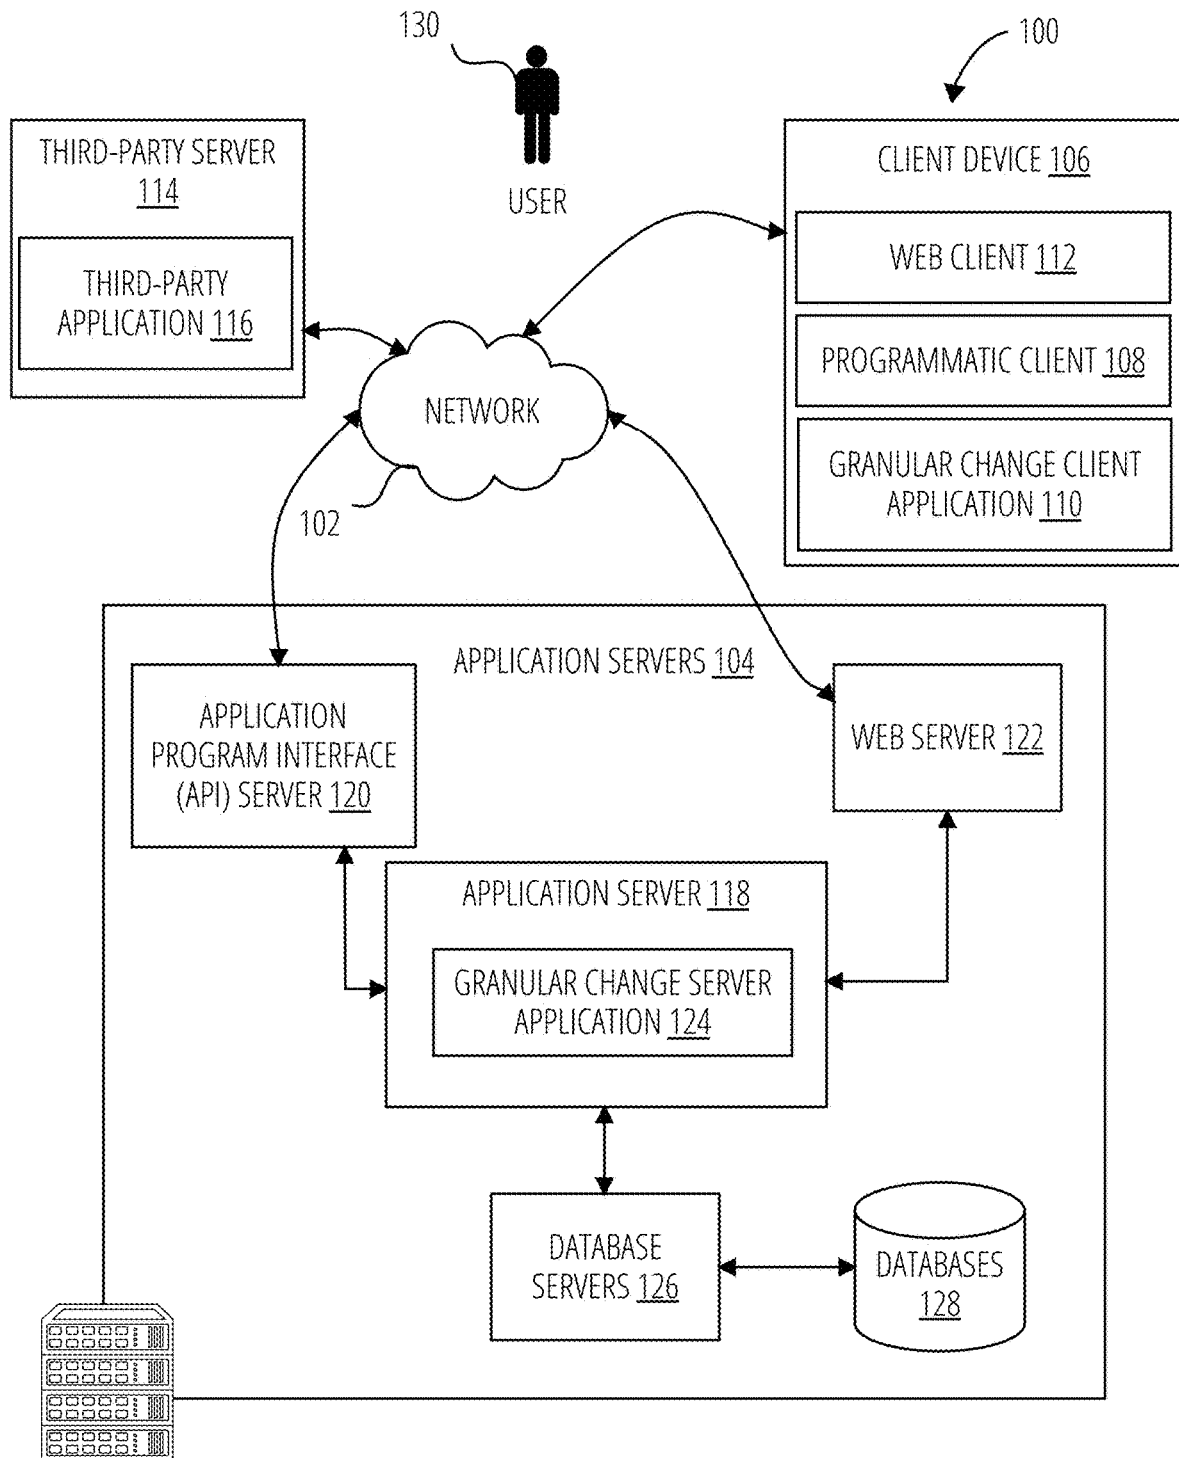 130
100
USER
THIRD-PARTY SERVER
114
THIRD-PARTY
APPLICATION 116
CLIENT DEVICE 106
WEB CLIENT 112
PROGRAMMATIC CLIENT 108
GRANULAR CHANGE CLIENT
APPLICATION 110
NETWORK
102
APPLICATION SERVERS 104
APPLICATION
PROGRAM INTERFACE
(API) SERVER 120
WEB SERVER 122
APPLICATION SERVER 118
GRANULAR CHANGE SERVER
APPLICATION 124
DATABASE
SERVERS 126
DATABASES
128